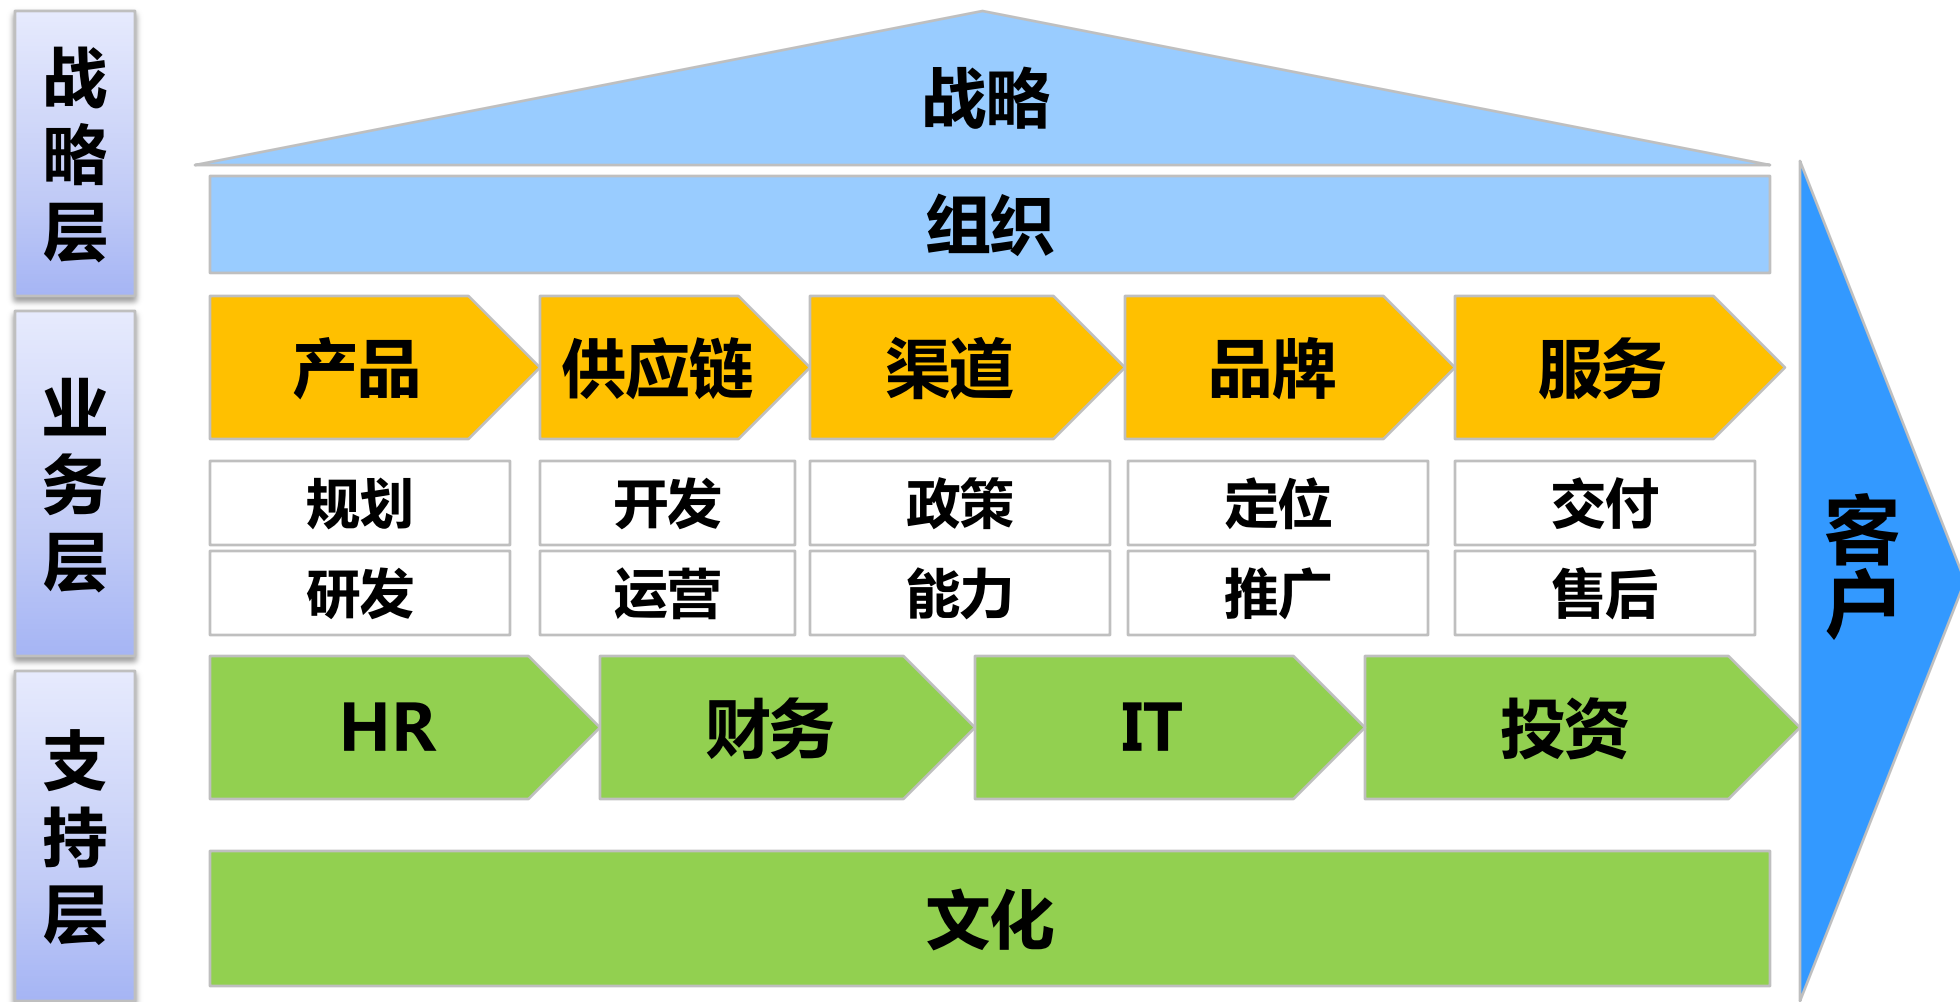 战略层
战略
组织
业务层
产品 供应链 渠道 品牌 服务
规划 开发 政策 定位 交付
研发 运营 能力 推广 售后
支持层
HR 财务 IT 投资
文化
客户